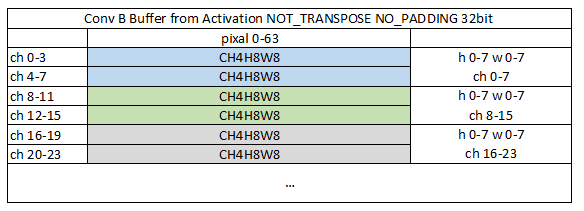 Conv B Buffer from Activation NOT_TRANSPOSE NO_PADDING 32bit
pixal 0-63
ch 0-3 CH4H8W8 h 0-7 w 0-7
ch 4-7 CH4H8W8 ch 0-7
ch 8-11 CH4H8W8 h 0-7 w 0-7
ch 12-15 CH4H8W8 ch 8-15
ch 16-19 CH4H8W8 h 0-7 w 0-7
ch 20-23 CH4H8W8 ch 16-23
...